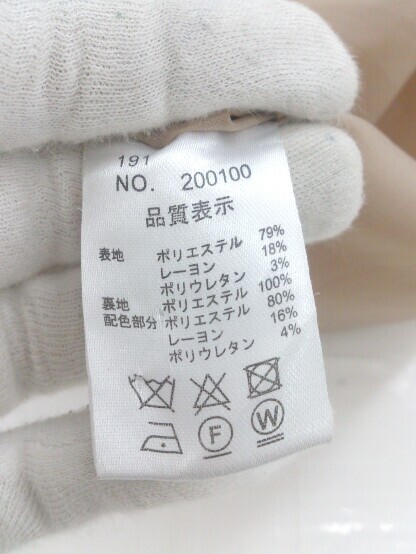 191
NO. 200100
品質表示
表地 ポリエステル 79%
レーヨン 18%
ポリウレタン 3%
裏地 ポリエステル 100%
配色部分 ポリエステル 80%
レーヨン 16%
ポリウレタン 4%
F W